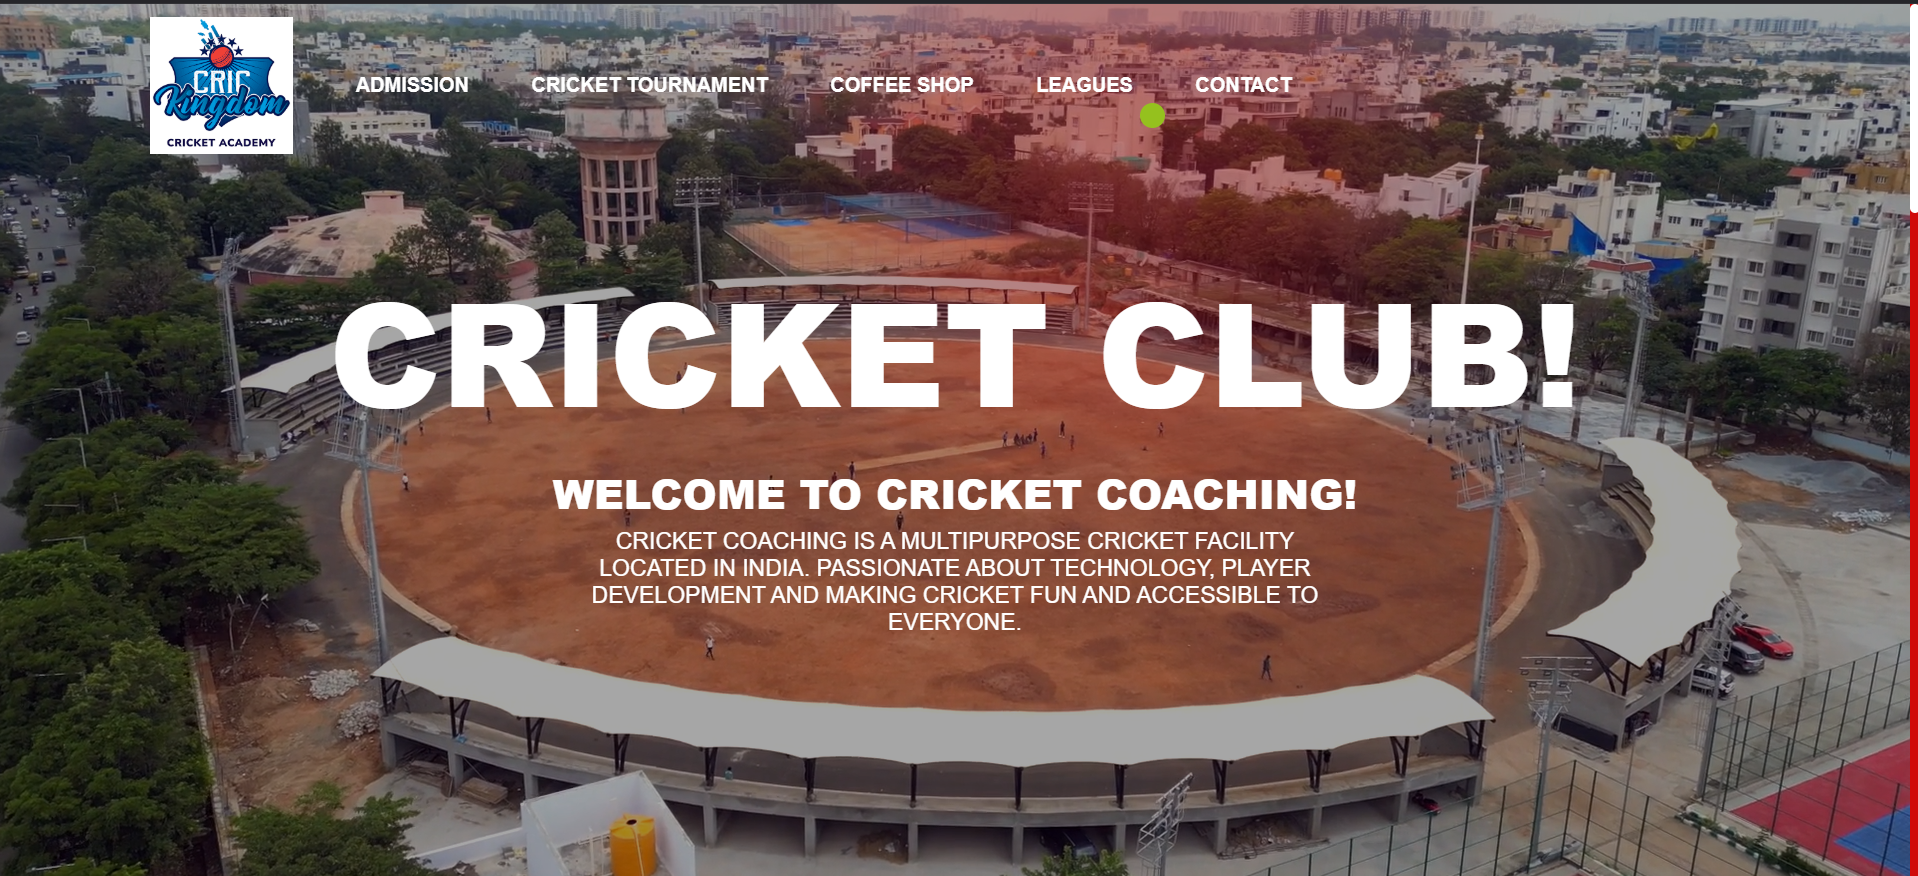 CRIC
Kingdom
CRICKET ACADEMY
ADMISSION
CRICKET TOURNAMENT
COFFEE SHOP
LEAGUES
CONTACT
CRICKET CLUB!
WELCOME TO CRICKET COACHING!
CRICKET COACHING IS A MULTIPURPOSE CRICKET FACILITY
LOCATED IN INDIA. PASSIONATE ABOUT TECHNOLOGY, PLAYER
DEVELOPMENT AND MAKING CRICKET FUN AND ACCESSIBLE TO
EVERYONE.